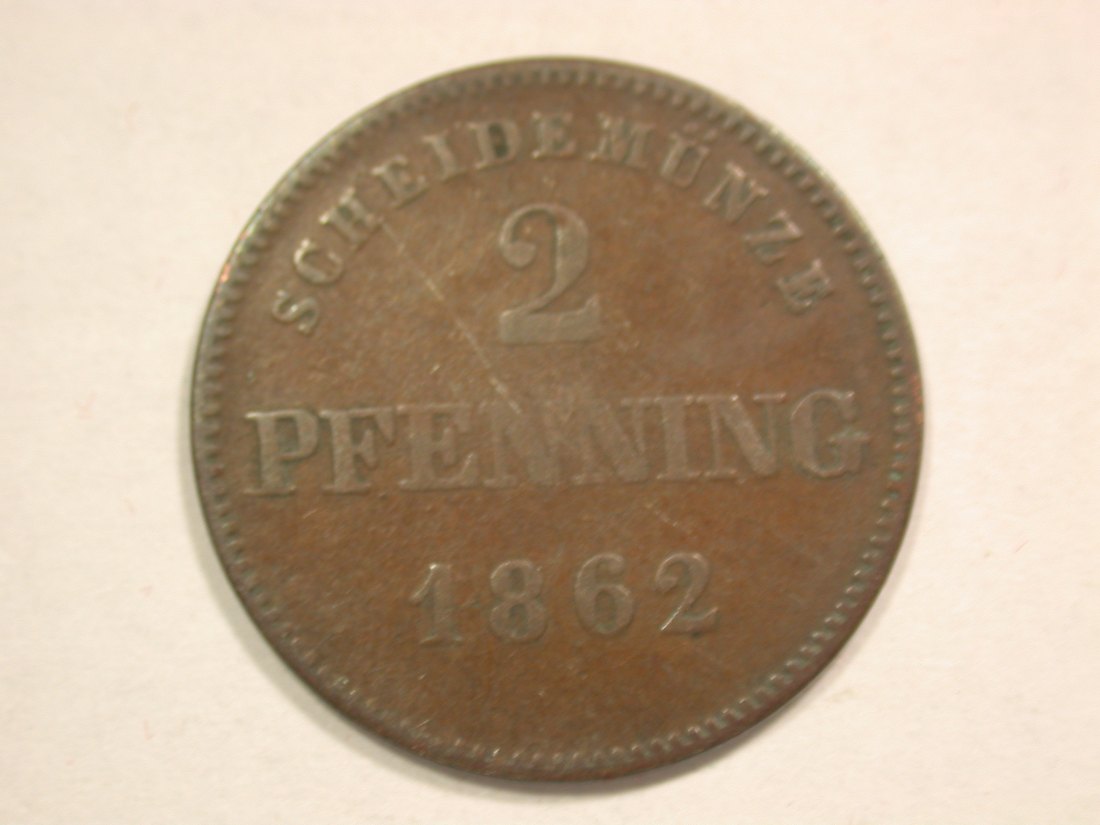 SCHEIDEMÜNZE
2
PFENNING
1862